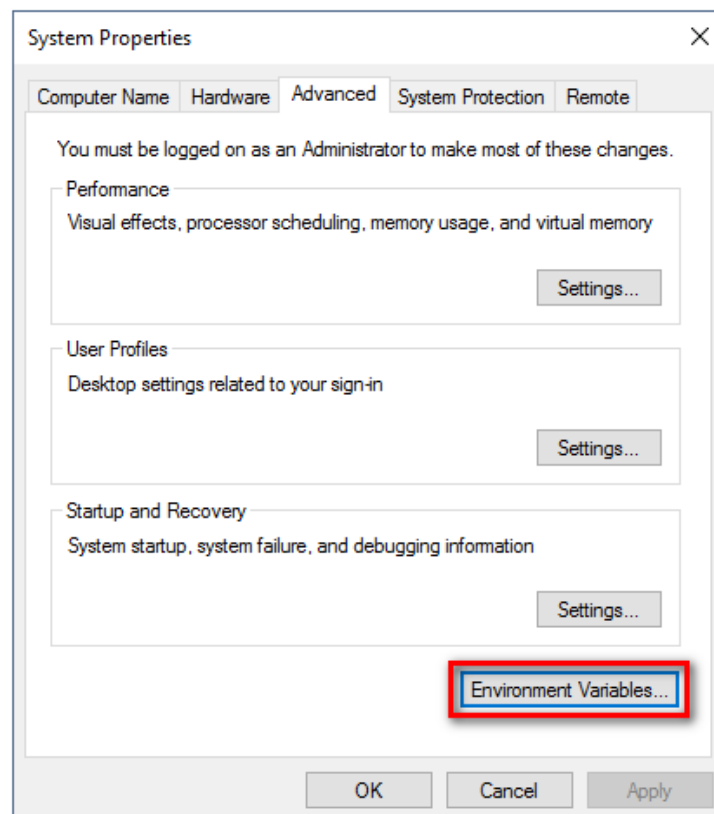 System Properties
Computer Name Hardware Advanced System Protection Remote
You must be logged on as an Administrator to make most of these changes.
Performance
Visual effects, processor scheduling, memory usage, and virtual memory
Settings...
User Profiles
Desktop settings related to your sign-in
Settings...
Startup and Recovery
System startup, system failure, and debugging information
Settings...
Environment Variables...
OK Cancel Apply